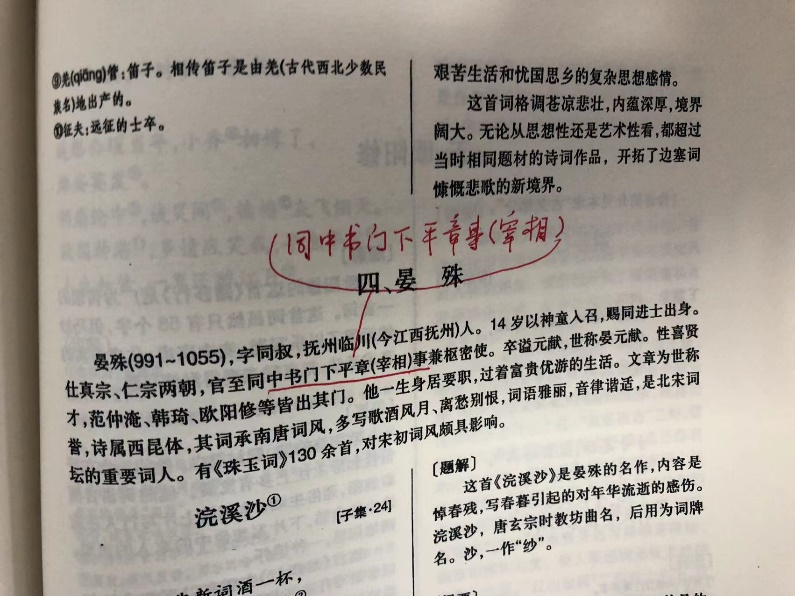 ⑨羌(qiāng)管：笛子。相传笛子是由羌(古代西北少数民
族名)地出产的。
⑩征夫：远征的士卒。
艰苦生活和忧国思乡的复杂思想感情。
这首词格调苍凉悲壮，内蕴深厚，境界
阔大。无论从思想性还是艺术性看，都超过
当时相同题材的诗词作品，开拓了边塞词
慷慨悲歌的新境界。
(同中书门下平章事(宰相)
四、晏 殊
晏殊(991~1055)，字同叔，抚州临川(今江西抚州)人。14岁以神童入召，赐同进士出身。
仕真宗、仁宗两朝，官至同中书门下平章(宰相)事兼枢密使。卒谥元献，世称晏元献。性喜贤
才，范仲淹、韩琦、欧阳修等皆出其门。他一生身居要职，过着富贵优游的生活。文章为世称
誉，诗属西昆体，其词承南唐词风，多写歌酒风月、离愁别恨，词语雅丽，音律谐适，是北宋词
坛的重要词人。有《珠玉词》130余首，对宋初词风颇具影响。
浣溪沙①
[子集·24]
新词酒一杯，
〔题解〕
这首《浣溪沙》是晏殊的名作，内容是
悼春残，写春暮引起的对年华流逝的感伤。
浣溪沙，唐玄宗时教坊曲名，后用为词牌
名。沙，一作“纱”。